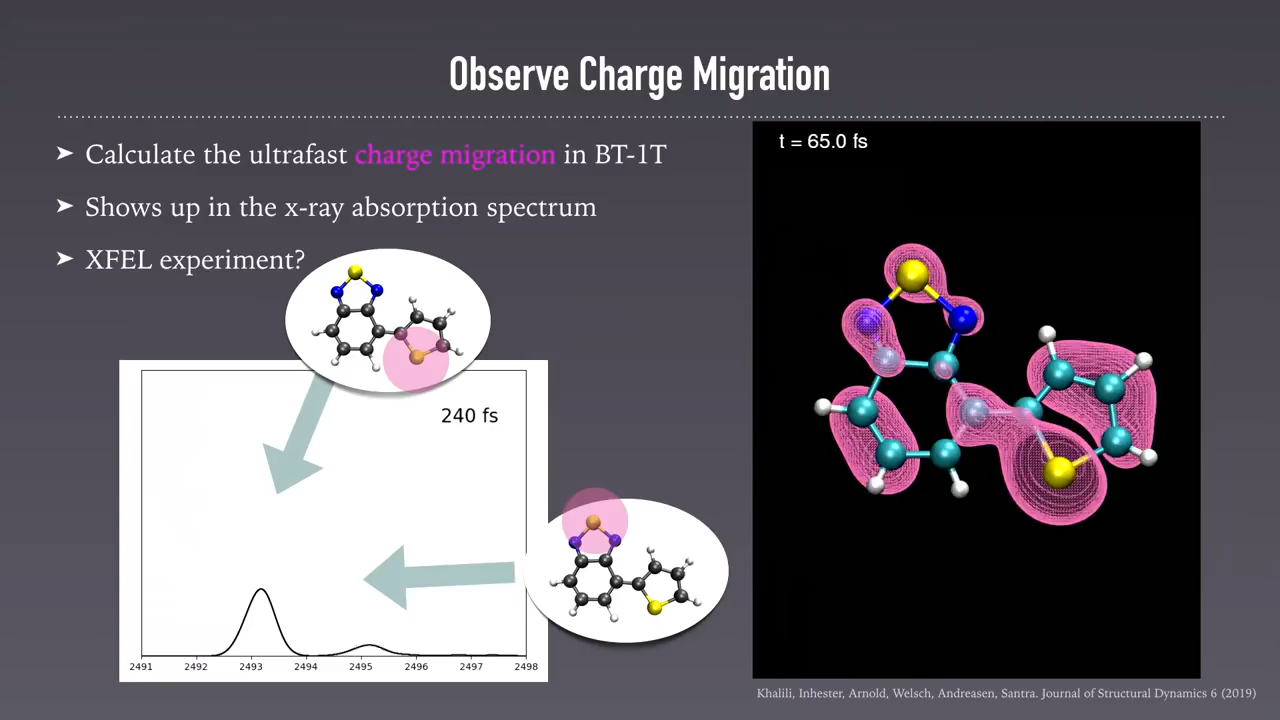 Observe Charge Migration
➤ Calculate the ultrafast charge migration in BT-1T
➤ Shows up in the x-ray absorption spectrum
➤ XFEL experiment?
t = 65.0 fs
240 fs
2491 2492 2493 2494 2495 2496 2497 2498
Khalili, Inhester, Arnold, Welsch, Andreasen, Santra. Journal of Structural Dynamics 6 (2019)